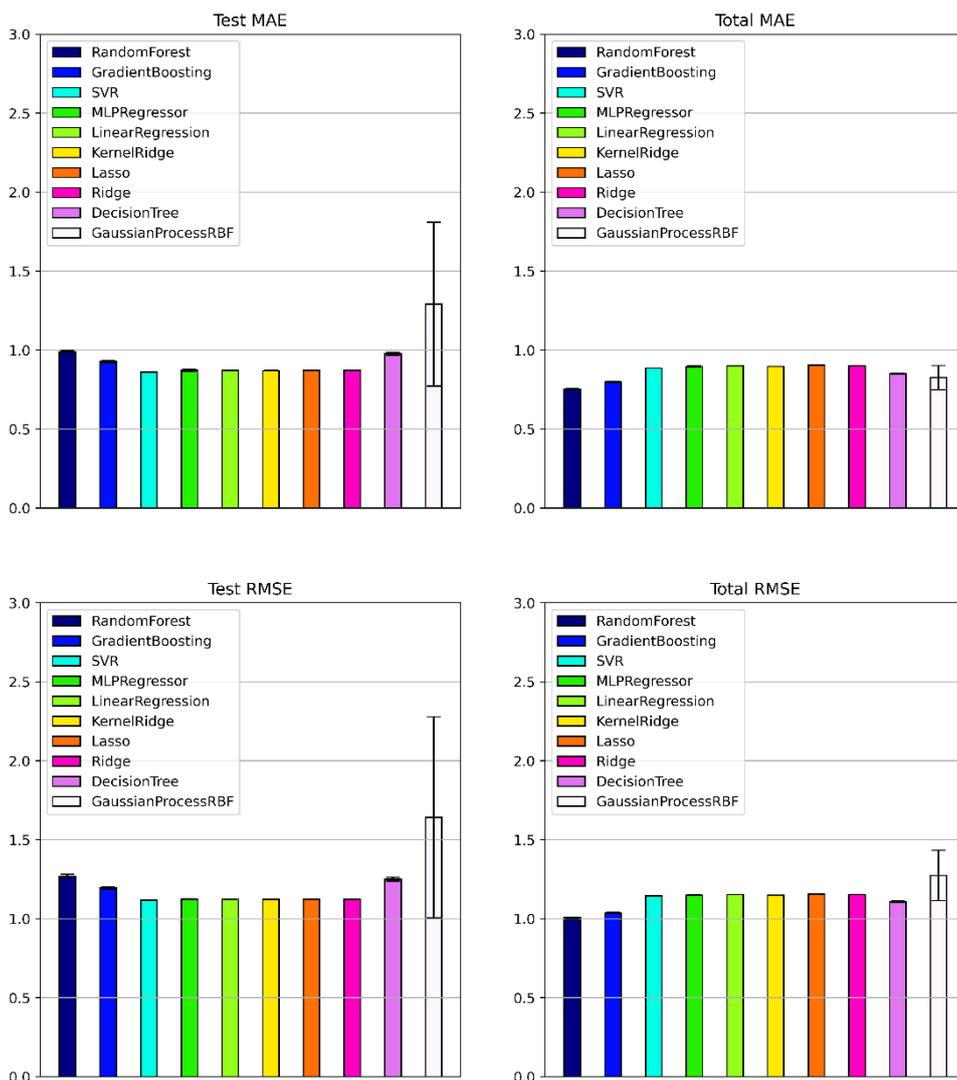 Test MAE
3.0
2.5
2.0
1.5
1.0
0.5
0.0
RandomForest
GradientBoosting
SVR
MLPRegressor
LinearRegression
KernelRidge
Lasso
Ridge
DecisionTree
GaussianProcessRBF
Total MAE
3.0
2.5
2.0
1.5
1.0
0.5
0.0
RandomForest
GradientBoosting
SVR
MLPRegressor
LinearRegression
KernelRidge
Lasso
Ridge
DecisionTree
GaussianProcessRBF
Test RMSE
3.0
2.5
2.0
1.5
1.0
0.5
0.0
RandomForest
GradientBoosting
SVR
MLPRegressor
LinearRegression
KernelRidge
Lasso
Ridge
DecisionTree
GaussianProcessRBF
Total RMSE
3.0
2.5
2.0
1.5
1.0
0.5
0.0
RandomForest
GradientBoosting
SVR
MLPRegressor
LinearRegression
KernelRidge
Lasso
Ridge
DecisionTree
GaussianProcessRBF